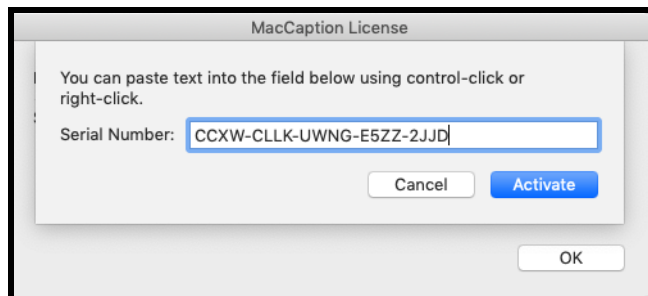 MacCaption License
You can paste text into the field below using control-click or
right-click.
Serial Number: CCXW-CLLK-UWNG-E5ZZ-2JJD
Cancel Activate
OK